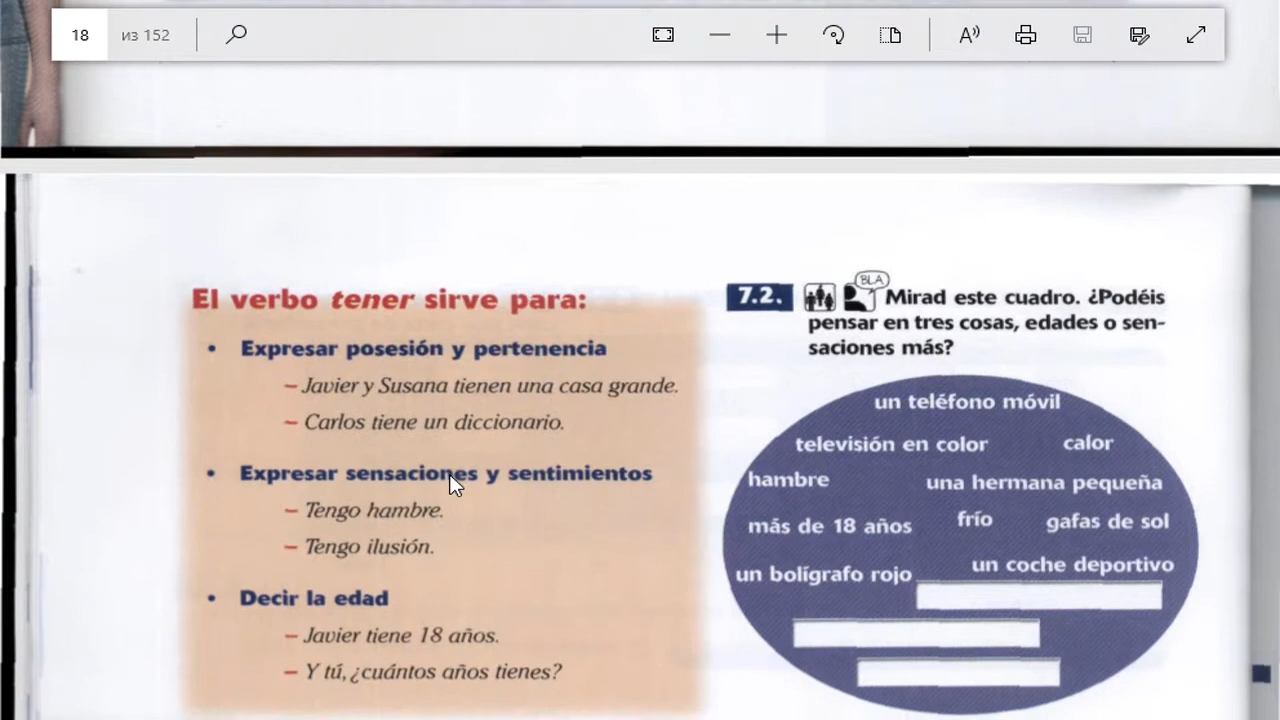 18 из 152
El verbo tener sirve para:
• Expresar posesión y pertenencia
– Javier y Susana tienen una casa grande.
– Carlos tiene un diccionario.
• Expresar sensaciones y sentimientos
– Tengo hambre.
– Tengo ilusión.
• Decir la edad
– Javier tiene 18 años.
– Y tú, ¿cuántos años tienes?
7.2. BLA Mirad este cuadro. ¿Podéis
pensar en tres cosas, edades o sen-
saciones más?
un teléfono móvil
televisión en color calor
hambre una hermana pequeña
más de 18 años frío gafas de sol
un bolígrafo rojo un coche deportivo